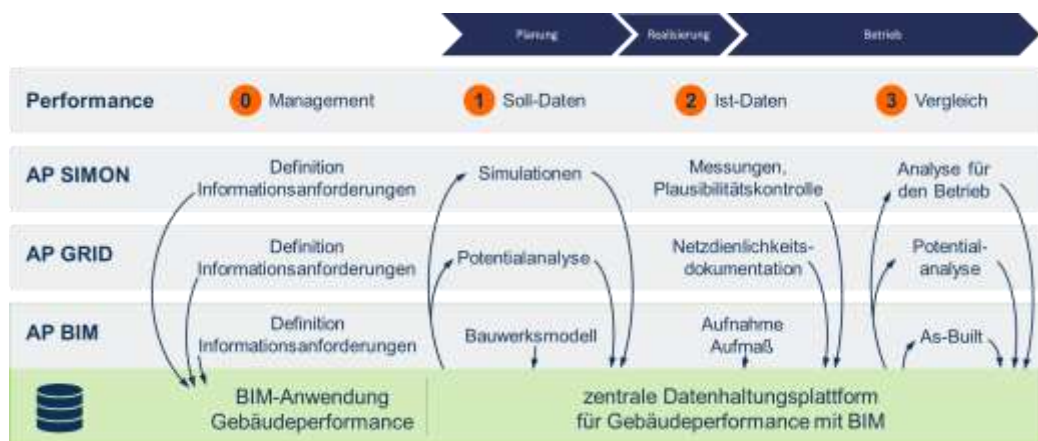 Planung
Realisierung
Betrieb
Performance
0 Management
1 Soll-Daten
2 Ist-Daten
3 Vergleich
AP SIMON
Definition
Informationsanforderungen
Simulationen
Messungen,
Plausibilitätskontrolle
Analyse für
den Betrieb
AP GRID
Definition
Informationsanforderungen
Potentialanalyse
Netzdienlichkeits-
dokumentation
Potential-
analyse
AP BIM
Definition
Informationsanforderungen
Bauwerksmodell
Aufnahme
Aufmaß
As-Built
BIM-Anwendung
Gebäudeperformance
zentrale Datenhaltungsplattform
für Gebäudeperformance mit BIM